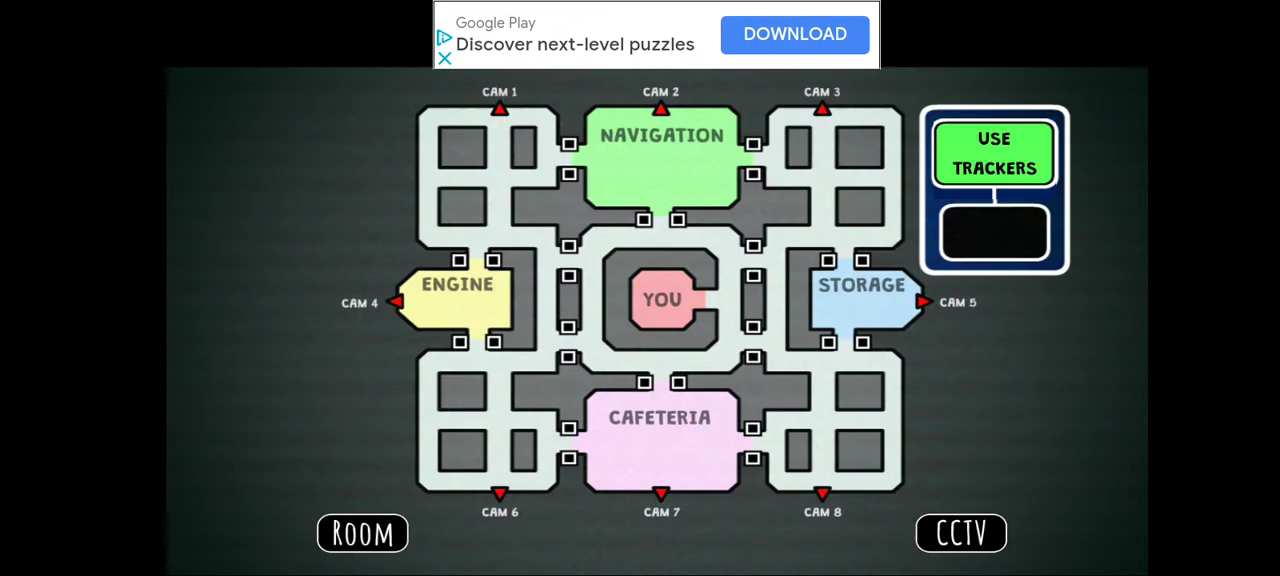 Google Play
Discover next-level puzzles
DOWNLOAD
CAM 1
CAM 2
CAM 3
NAVIGATION
USE
TRACKERS
ENGINE
YOU
STORAGE
CAM 4
CAM 5
CAFETERIA
CAM 6
CAM 7
CAM 8
ROOM
CCTV